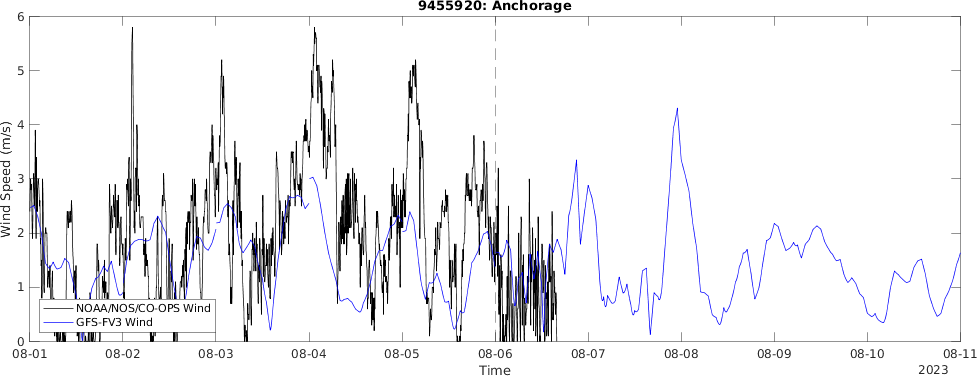 9455920: Anchorage
6
5
4
3
2
1
0
Wind Speed (m/s)
NOAA/NOS/CO-OPS Wind
GFS-FV3 Wind
08-01 08-02 08-03 08-04 08-05 08-06 08-07 08-08 08-09 08-10 08-11
Time
2023